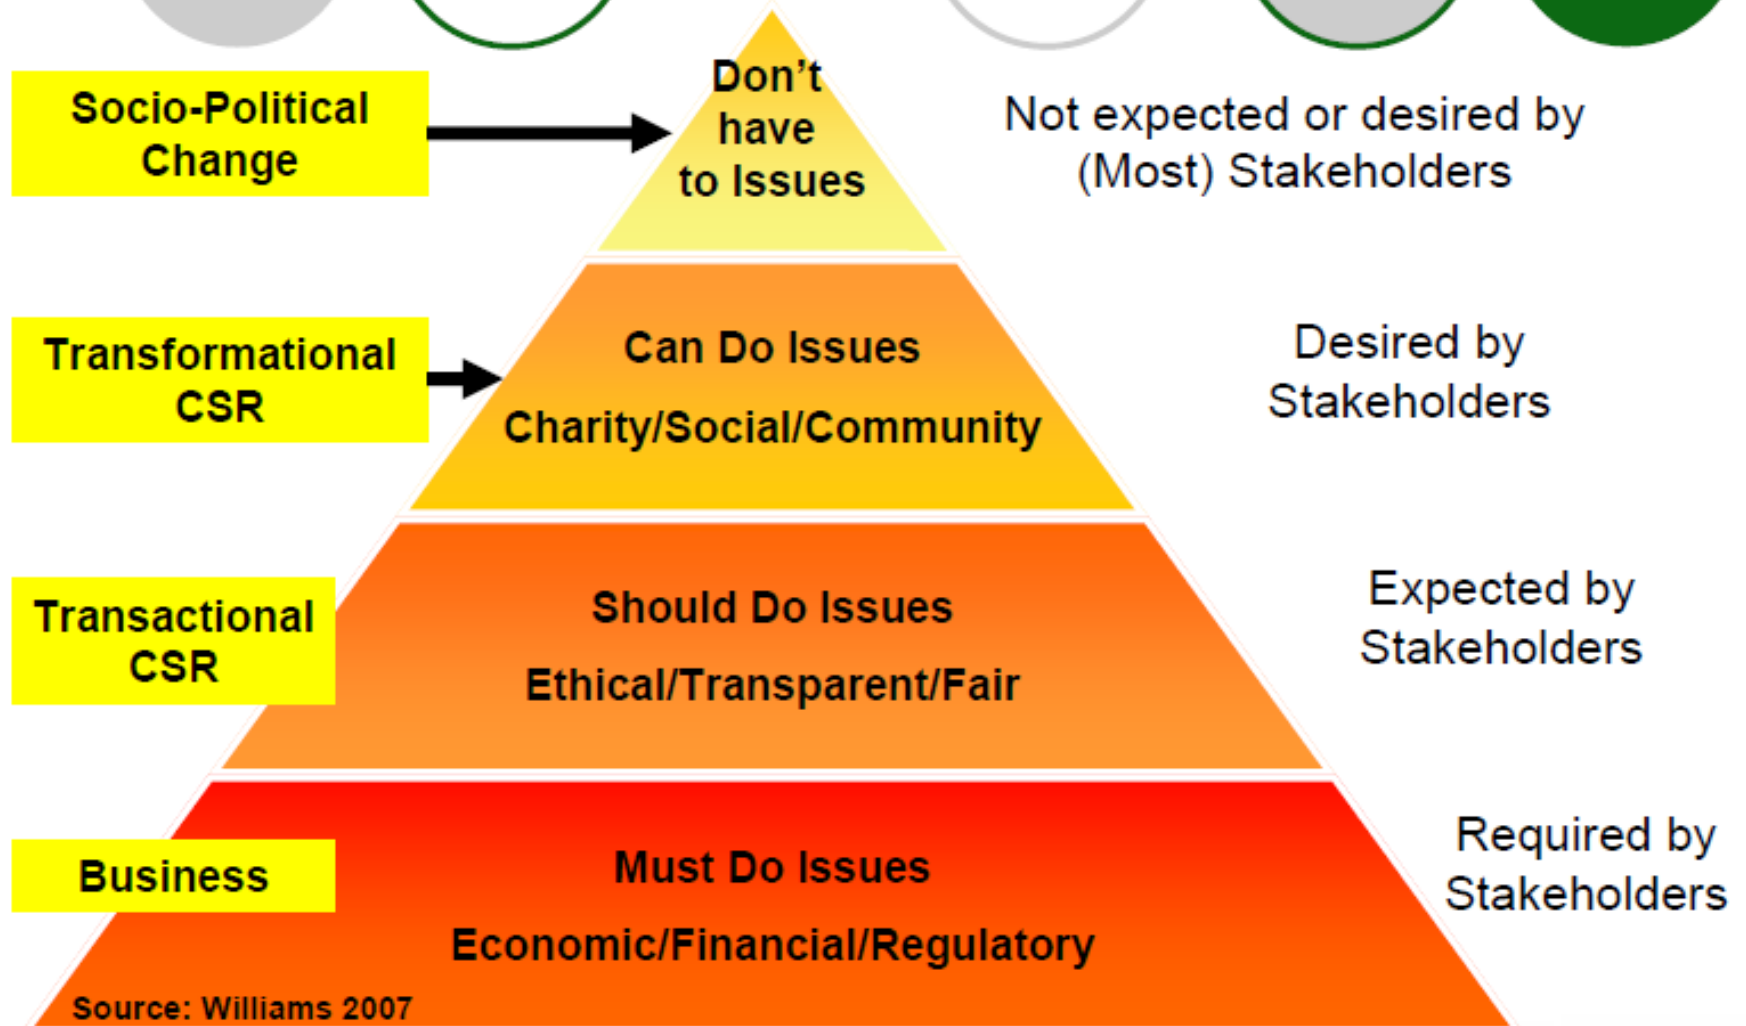 Socio-Political
Change
Don't
have
to Issues
Not expected or desired by
(Most) Stakeholders
Transformational
CSR
Can Do Issues
Charity/Social/Community
Desired by
Stakeholders
Transactional
CSR
Should Do Issues
Ethical/Transparent/Fair
Expected by
Stakeholders
Business
Must Do Issues
Economic/Financial/Regulatory
Required by
Stakeholders
Source: Williams 2007